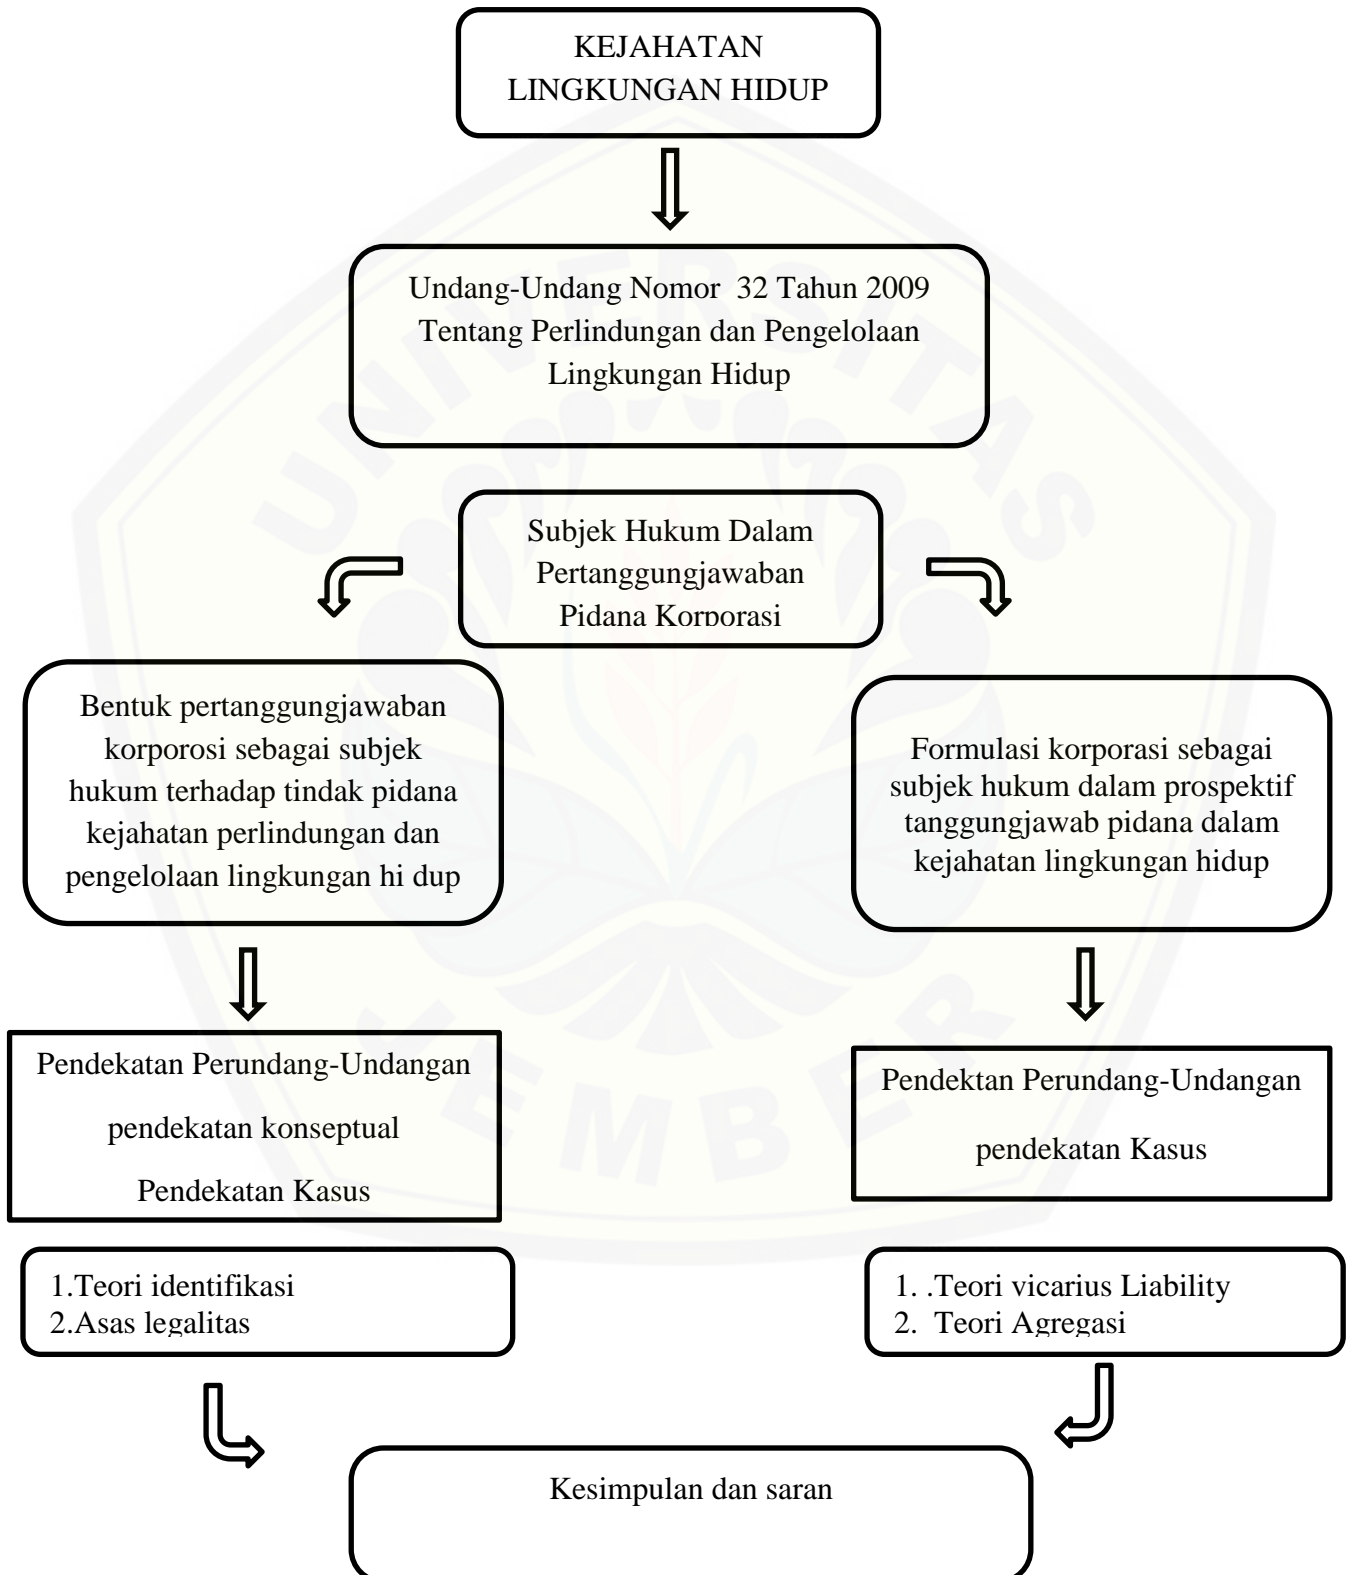 KEJAHATAN
LINGKUNGAN HIDUP
Undang-Undang Nomor 32 Tahun 2009
Tentang Perlindungan dan Pengelolaan
Lingkungan Hidup
Subjek Hukum Dalam
Pertanggungjawaban
Pidana Korporasi
Bentuk pertanggungjawaban
korporosi sebagai subjek
hukum terhadap tindak pidana
kejahatan perlindungan dan
pengelolaan lingkungan hi dup
Formulasi korporasi sebagai
subjek hukum dalam prospektif
tanggungjawab pidana dalam
kejahatan lingkungan hidup
Pendekatan Perundang-Undangan
pendekatan konseptual
Pendekatan Kasus
Pendektan Perundang-Undangan
pendekatan Kasus
1.Teori identifikasi
2.Asas legalitas
1. .Teori vicarius Liability
2. Teori Agregasi
Kesimpulan dan saran
UNIVERSITAS
JEMBER